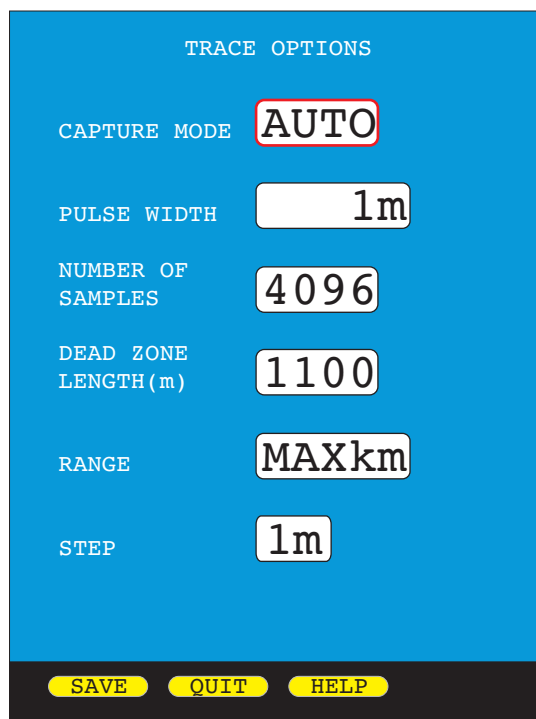 TRACE OPTIONS
CAPTURE MODE AUTO
PULSE WIDTH 1m
NUMBER OF
SAMPLES 4096
DEAD ZONE
LENGTH(m) 1100
RANGE MAXkm
STEP 1m
SAVE QUIT HELP